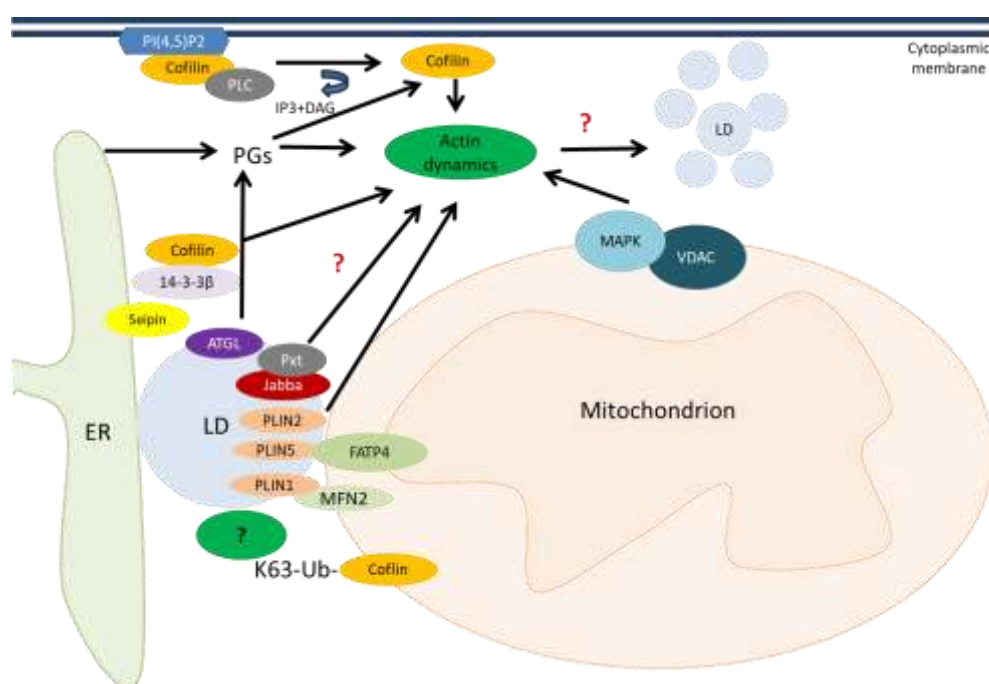 PI(4,5)P2
Cofilin
PLC
IP3+DAG
Cofilin
Cytoplasmic
membrane
LD
?
Actin
dynamics
PGs
MAPK
VDAC
Cofilin
14-3-3β
Seipin
?
ATGL
Pxt
Jabba
ER
LD
PLIN2
PLIN5
FATP4
PLIN1
MFN2
Mitochondrion
?
K63-Ub-
Coflin